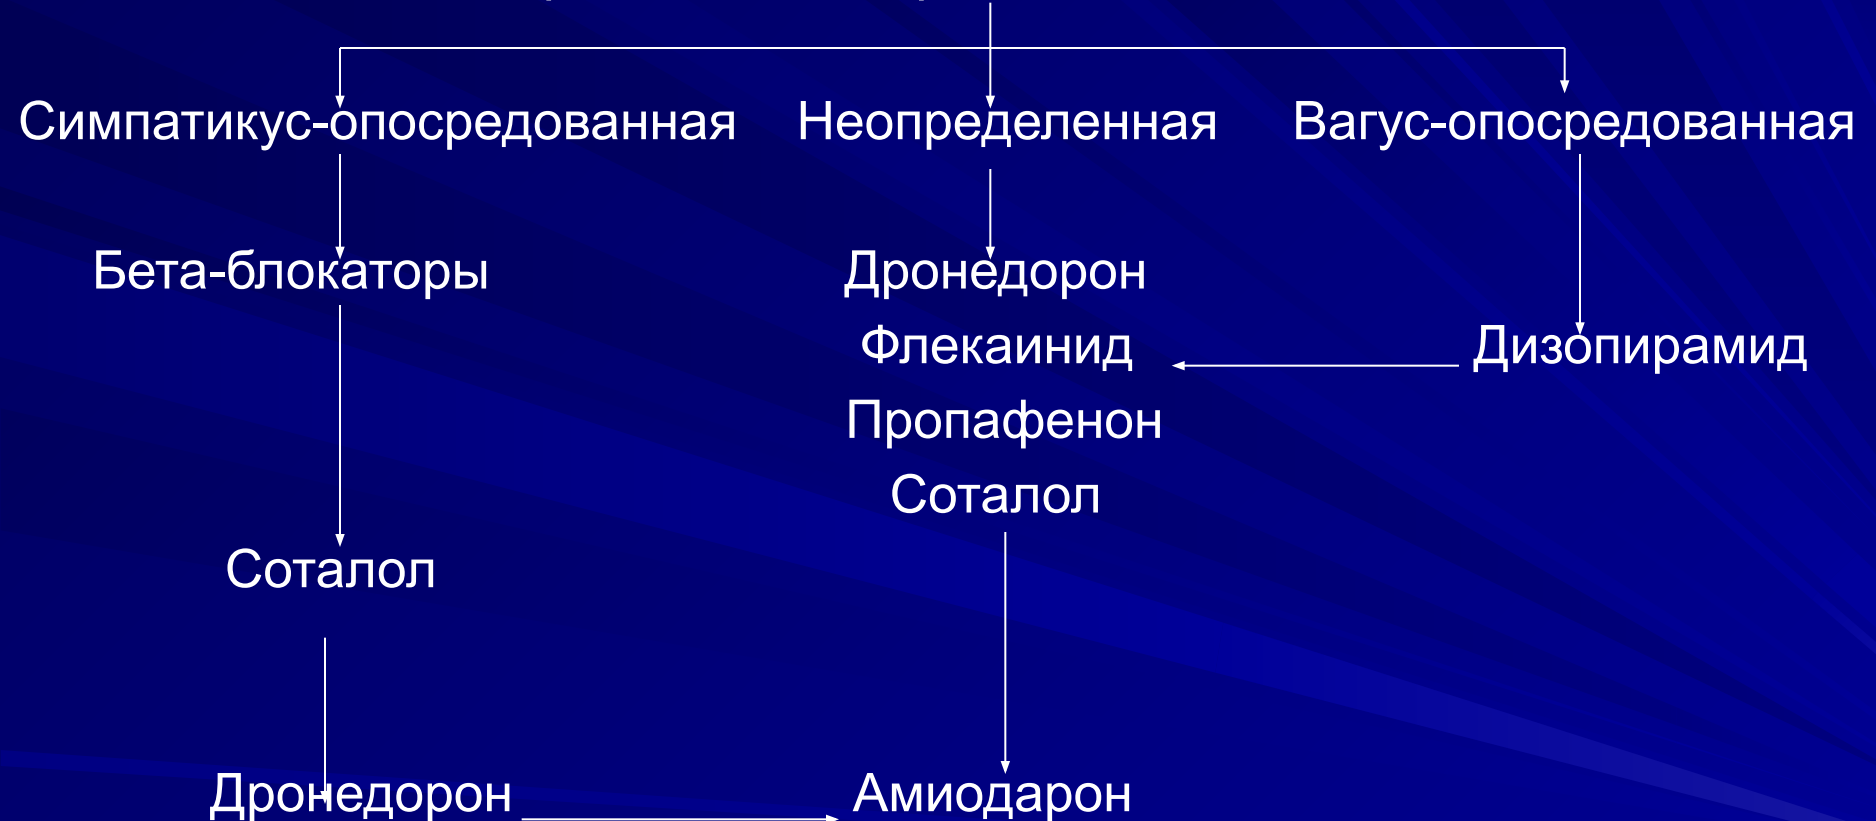 Симпатикус-опосредованная Неопределенная Вагус-опосредованная
Бета-блокаторы Дронедорон
Флекаинид Дизопирамид
Пропафенон
Соталол
Соталол
Дронедорон Амиодарон